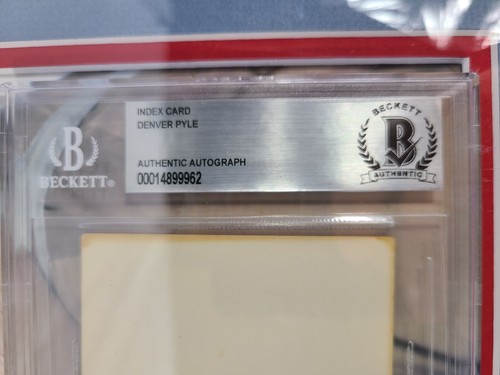 INDEX CARD
DENVER PYLE
AUTHENTIC AUTOGRAPH
00014899962
B
BECKETT®
BECKETT
B
AUTHENTIC